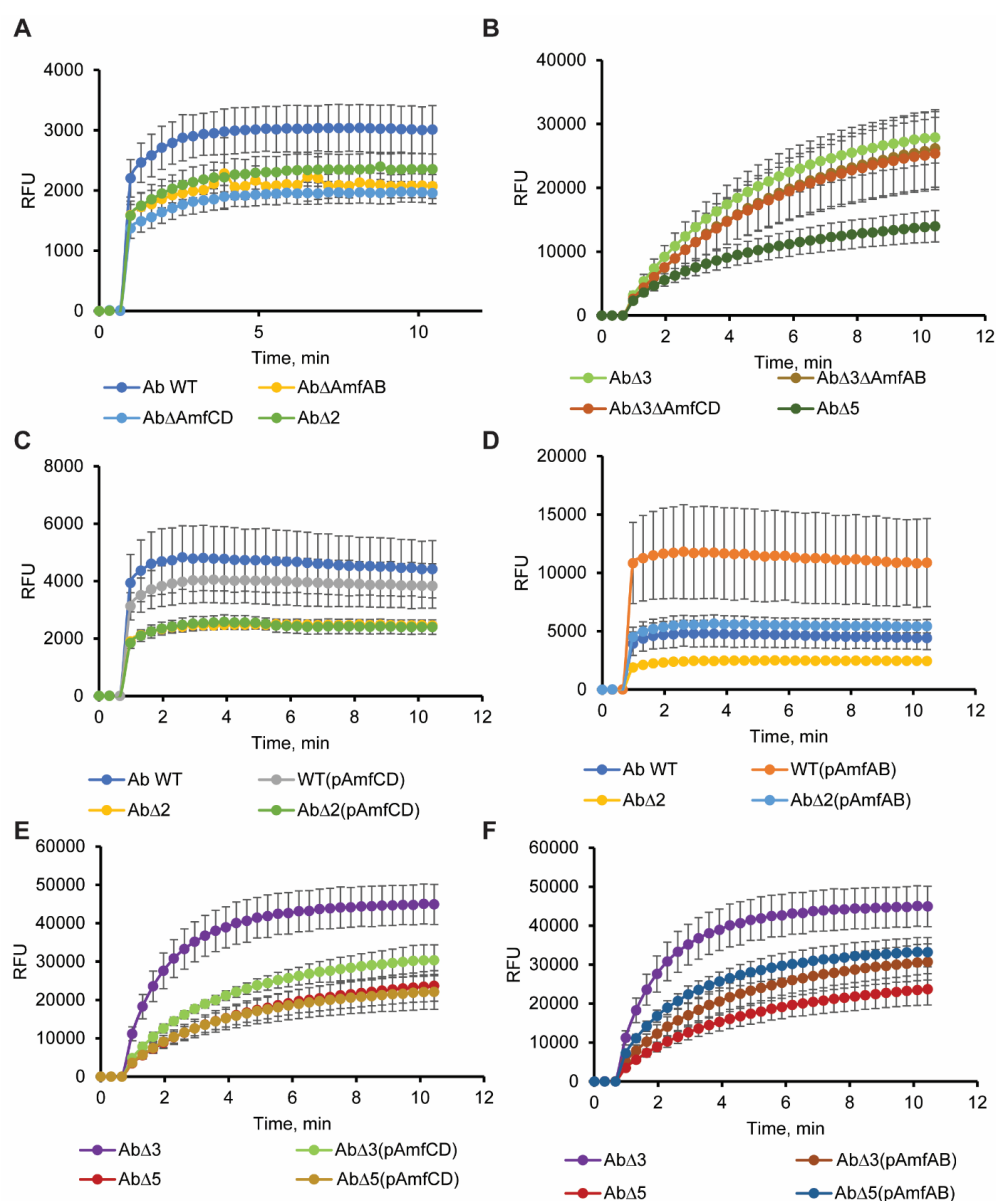 A
4000
3000
2000
1000
0
RFU
0 5 10
Time, min
Ab WT AbΔAmfAB
AbΔAmfCD AbΔ2
B
40000
30000
20000
10000
0
RFU
0 2 4 6 8 10 12
Time, min
AbΔ3 AbΔ3ΔAmfAB
AbΔ3ΔAmfCD AbΔ5
C
8000
6000
4000
2000
0
RFU
0 2 4 6 8 10 12
Time, min
Ab WT WT(pAmfCD)
AbΔ2 AbΔ2(pAmfCD)
D
20000
15000
10000
5000
0
RFU
0 2 4 6 8 10 12
Time, min
Ab WT WT(pAmfAB)
AbΔ2 AbΔ2(pAmfAB)
E
60000
50000
40000
30000
20000
10000
0
RFU
0 2 4 6 8 10 12
Time, min
AbΔ3 AbΔ3(pAmfCD)
AbΔ5 AbΔ5(pAmfCD)
F
60000
50000
40000
30000
20000
10000
0
RFU
0 2 4 6 8 10 12
Time, min
AbΔ3 AbΔ3(pAmfAB)
AbΔ5 AbΔ5(pAmfAB)